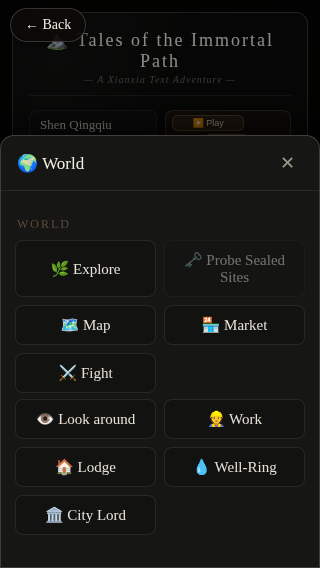 ← Back
Tales of the Immortal
Path
— A Xianxia Text Adventure —
Shen Qingqiu
Play
World
WORLD
Explore
Probe Sealed
Sites
Map
Market
Fight
Look around
Work
Lodge
Well-Ring
City Lord